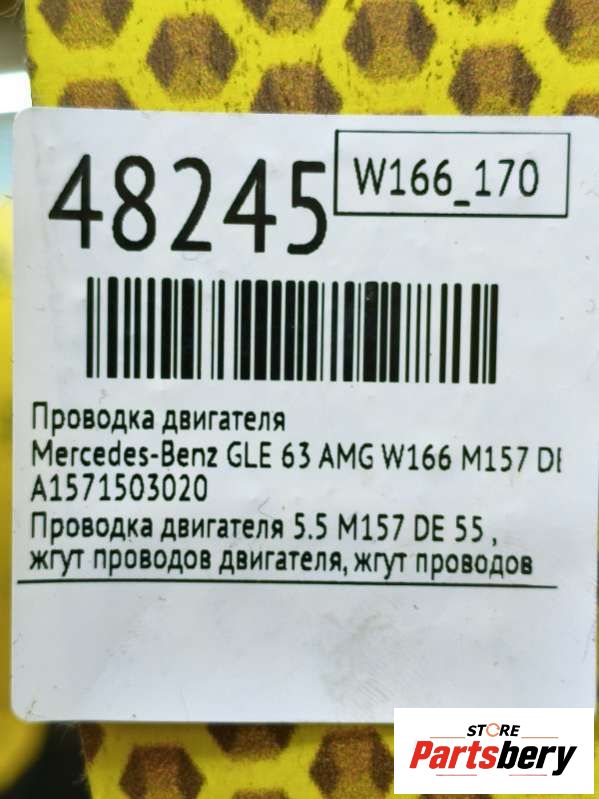 48245
W166_170
Проводка двигателя
Mercedes-Benz GLE 63 AMG W166 M157 DE
A1571503020
Проводка двигателя 5.5 M157 DE 55 ,
жгут проводов двигателя, жгут проводов
STORE
Partsbery